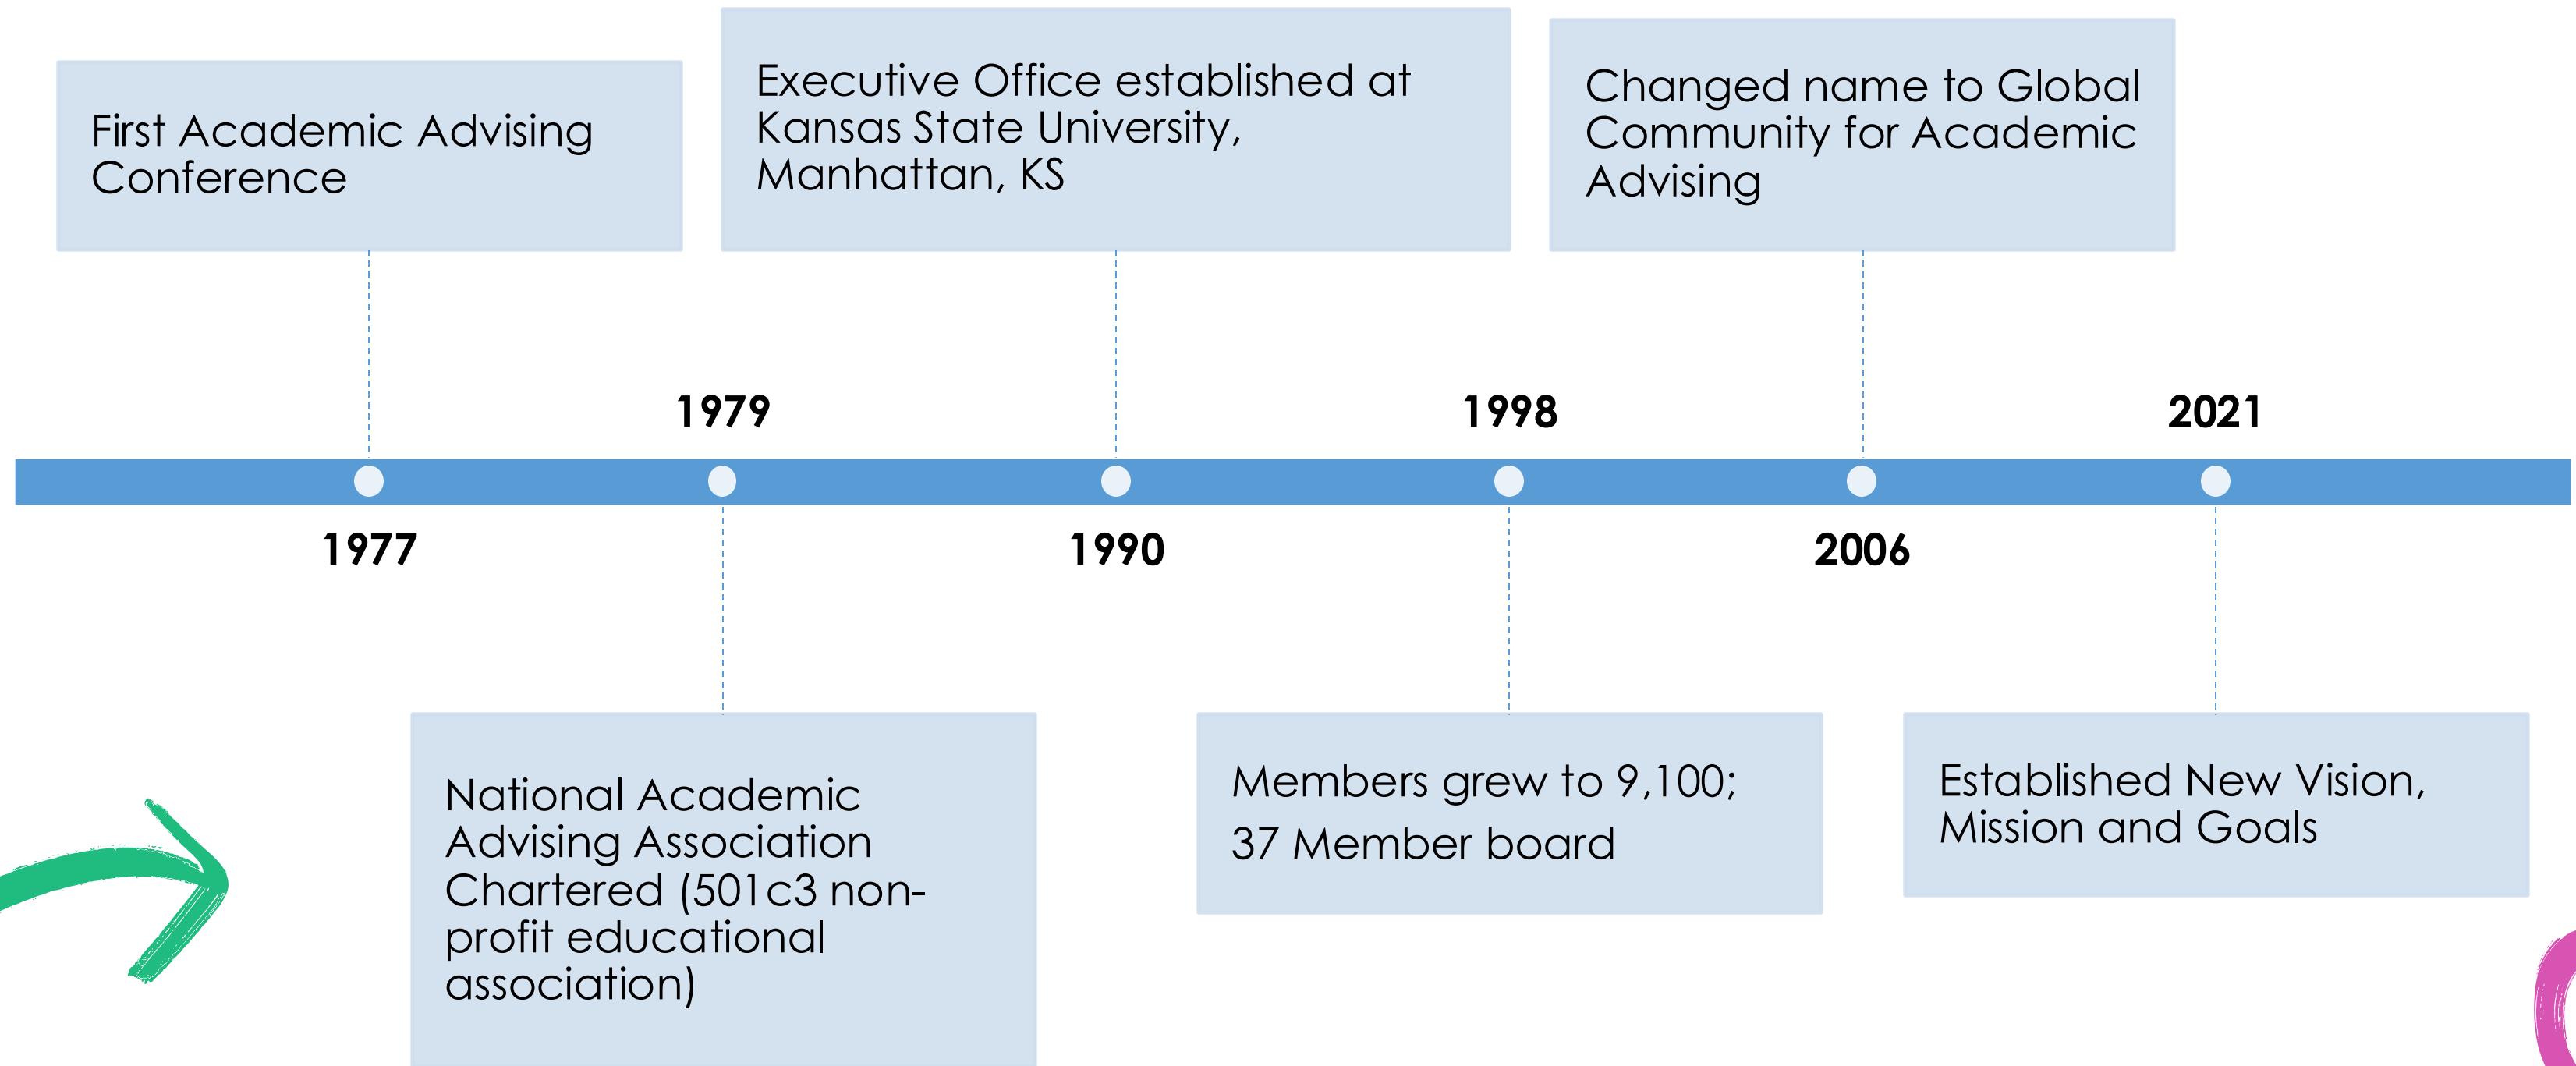 First Academic Advising
Conference
Executive Office established at
Kansas State University,
Manhattan, KS
Changed name to Global
Community for Academic
Advising
1979
1998
2021
1977
1990
2006
National Academic
Advising Association
Chartered (501c3 non-
profit educational
association)
Members grew to 9,100;
37 Member board
Established New Vision,
Mission and Goals